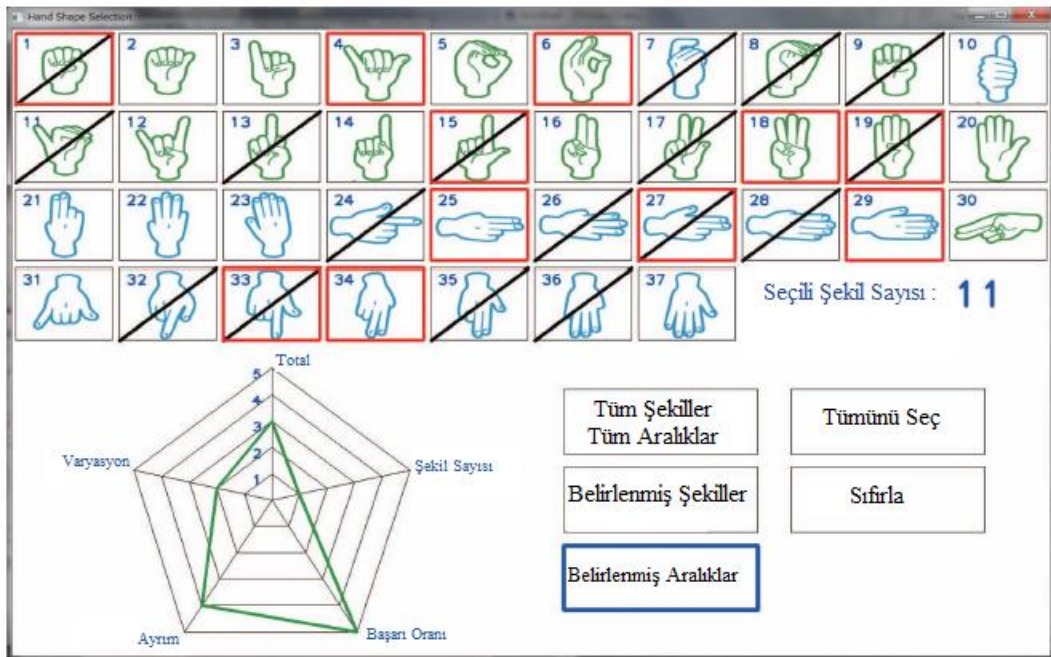 Hand Shape Selection
1 2 3 4 5 6 7 8 9 10
11 12 13 14 15 16 17 18 19 20
21 22 23 24 25 26 27 28 29 30
31 32 33 34 35 36 37
Seçili Şekil Sayısı : 11
Total
5
4
3
2
1
Varyasyon
Şekil Sayısı
Ayrım
Başarı Oranı
Tüm Şekiller
Tüm Aralıklar
Tümünü Seç
Belirlenmiş Şekiller
Sıfırla
Belirlenmiş Aralıklar